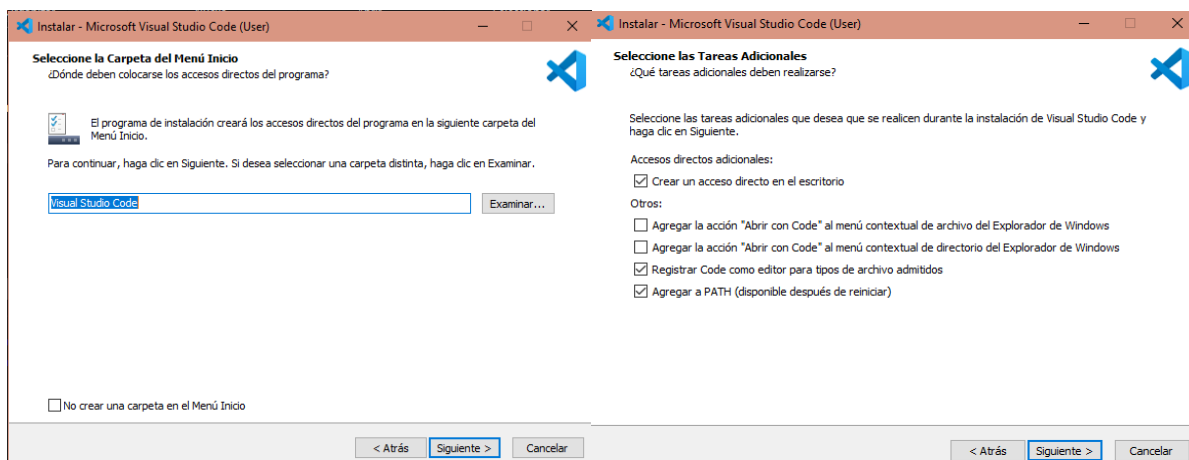 Instalar - Microsoft Visual Studio Code (User)
Seleccione la Carpeta del Menú Inicio
¿Dónde deben colocarse los accesos directos del programa?
El programa de instalación creará los accesos directos del programa en la siguiente carpeta del
Menú Inicio.
Para continuar, haga clic en Siguiente. Si desea seleccionar una carpeta distinta, haga clic en Examinar.
Visual Studio Code
Examinar...
No crear una carpeta en el Menú Inicio
< Atrás
Siguiente >
Cancelar
Instalar - Microsoft Visual Studio Code (User)
Seleccione las Tareas Adicionales
¿Qué tareas adicionales deben realizarse?
Seleccione las tareas adicionales que desea que se realicen durante la instalación de Visual Studio Code y
haga clic en Siguiente.
Accesos directos adicionales:
Crear un acceso directo en el escritorio
Otros:
Agregar la acción "Abrir con Code" al menú contextual de archivo del Explorador de Windows
Agregar la acción "Abrir con Code" al menú contextual de directorio del Explorador de Windows
Registrar Code como editor para tipos de archivo admitidos
Agregar a PATH (disponible después de reiniciar)
< Atrás
Siguiente >
Cancelar